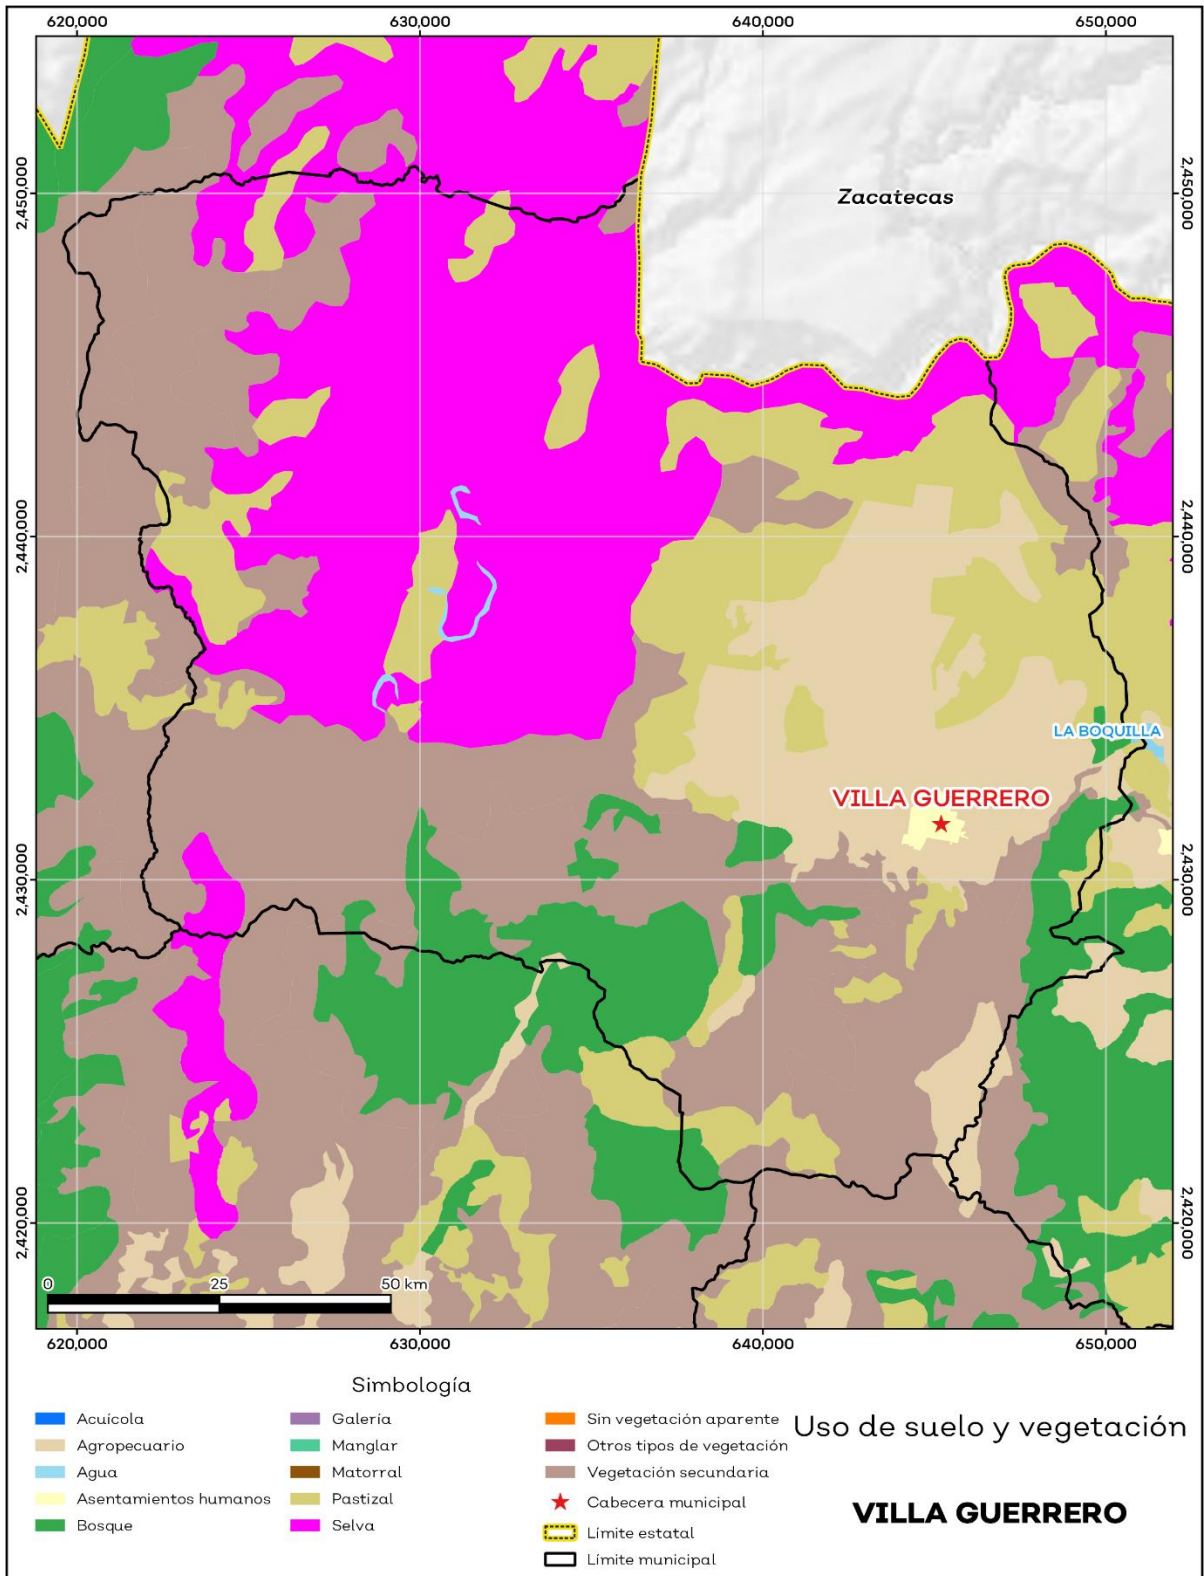 620,000 630,000 640,000 650,000
2,450,000 2,450,000
Zacatecas
2,440,000 2,440,000
LA BOQUILLA
VILLA GUERRERO
2,430,000 2,430,000
2,420,000 2,420,000
0 25 50 km
620,000 630,000 640,000 650,000
Simbología
Acuícola
Agropecuario
Agua
Asentamientos humanos
Bosque
Galería
Manglar
Matorral
Pastizal
Selva
Sin vegetación aparente
Otros tipos de vegetación
Vegetación secundaria
Cabecera municipal
Límite estatal
Límite municipal
Uso de suelo y vegetación
VILLA GUERRERO